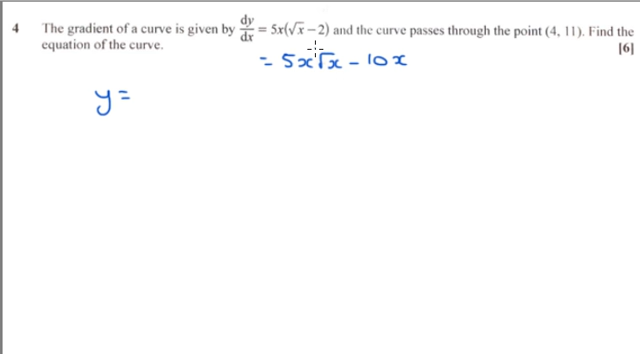 4 The gradient of a curve is given by dy/dx = 5x(√x − 2) and the curve passes through the point (4, 11). Find the
equation of the curve. [6]
= 5x√x − 10x
y =